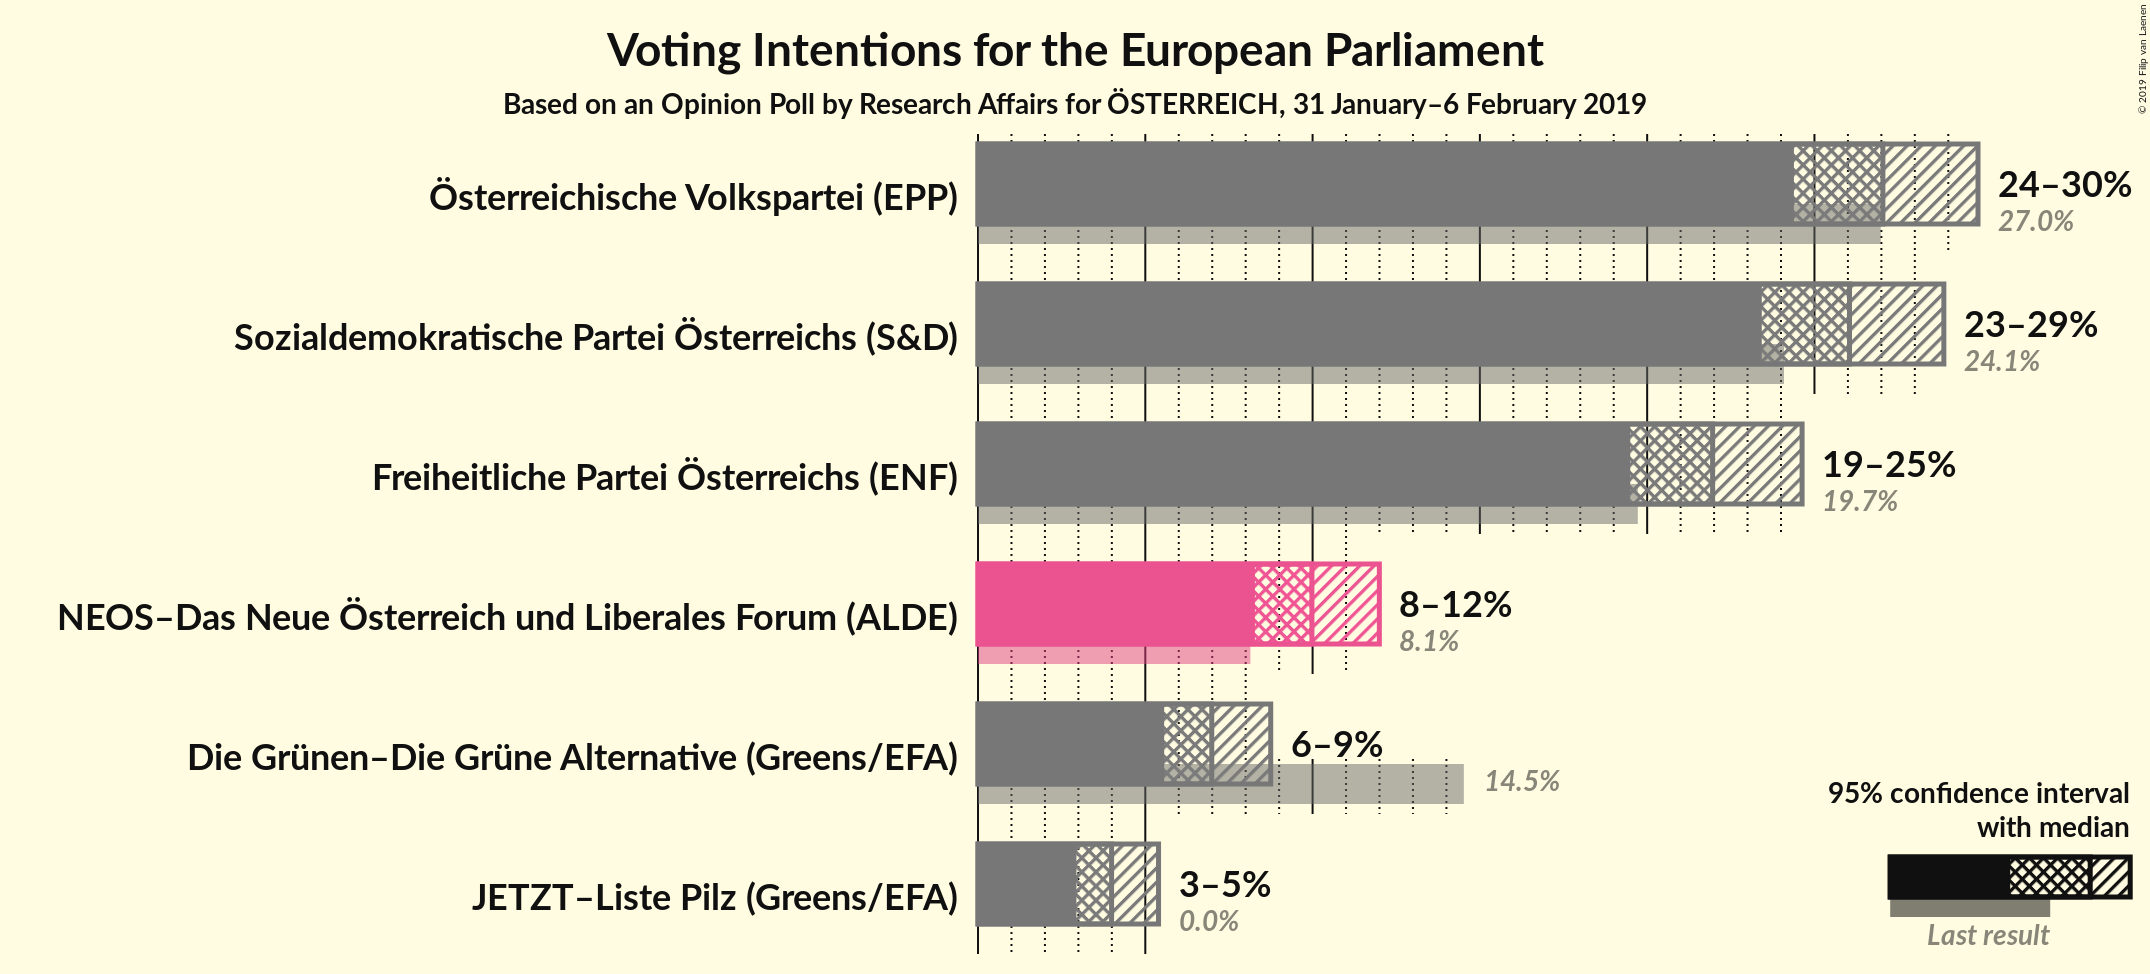 Voting Intentions for the European Parliament
Based on an Opinion Poll by Research Affairs for ÖSTERREICH, 31 January–6 February 2019
© 2019 Filip van Laenen
Österreichische Volkspartei (EPP)
24–30%
27.0%
Sozialdemokratische Partei Österreichs (S&D)
23–29%
24.1%
Freiheitliche Partei Österreichs (ENF)
19–25%
19.7%
NEOS–Das Neue Österreich und Liberales Forum (ALDE)
8–12%
8.1%
Die Grünen–Die Grüne Alternative (Greens/EFA)
6–9%
14.5%
JETZT–Liste Pilz (Greens/EFA)
3–5%
0.0%
95% confidence interval
with median
Last result